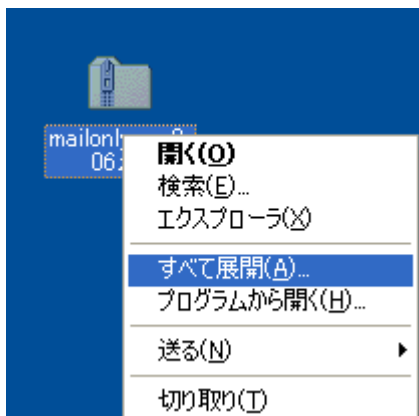 mailonly
06
開く(O)
検索(E)...
エクスプローラ(X)
すべて展開(A)...
プログラムから開く(H)...
送る(N)
切り取り(T)